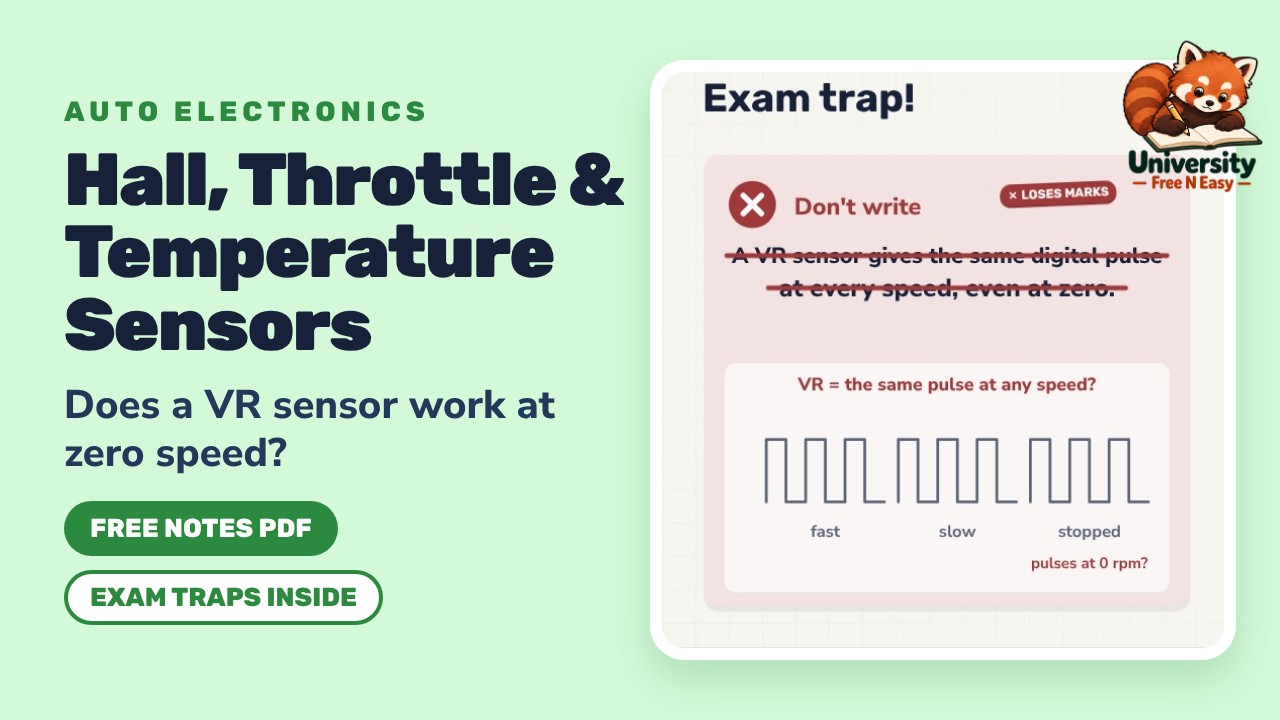 AUTO ELECTRONICS
Hall, Throttle &
Temperature
Sensors
Does a VR sensor work at
zero speed?
FREE NOTES PDF
EXAM TRAPS INSIDE
Exam trap!
Don't write
× LOSES MARKS
A VR sensor gives the same digital pulse
at every speed, even at zero.
VR = the same pulse at any speed?
fast
slow
stopped
pulses at 0 rpm?
University
Free N Easy